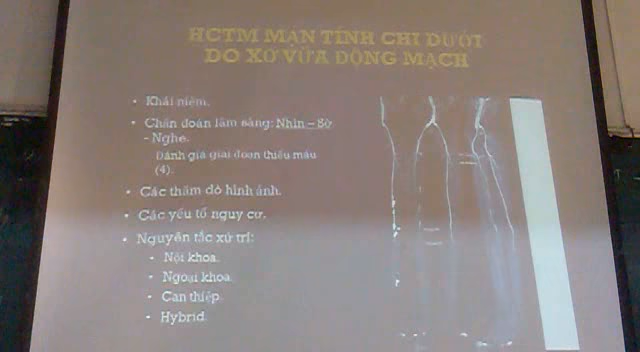 HCTM MẠN TÍNH CHI DƯỚI
DO XƠ VỮA ĐỘNG MẠCH
• Khái niệm.
• Chẩn đoán lâm sàng: Nhìn – Sờ
- Nghe.
Đánh giá giai đoạn thiếu máu
(4).
• Các thăm dò hình ảnh.
• Các yếu tố nguy cơ.
• Nguyên tắc xử trí:
• Nội khoa.
• Ngoại khoa.
• Can thiệp.
• Hybrid.